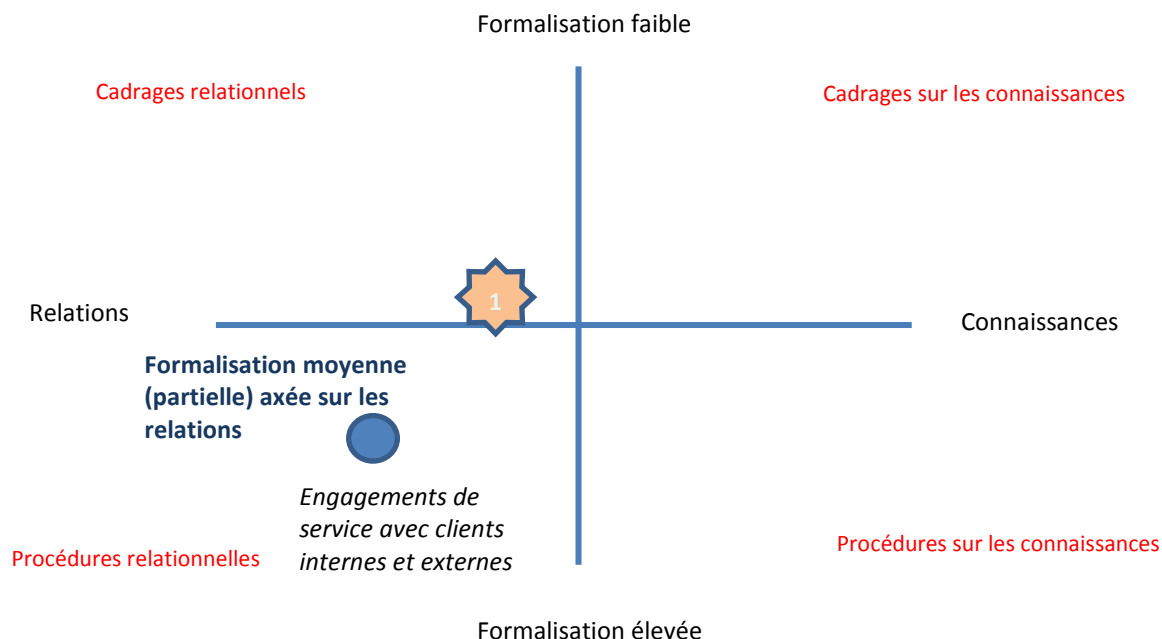 Formalisation faible
Cadrages relationnels
Cadrages sur les connaissances
1
Relations
Connaissances
Formalisation moyenne
(partielle) axée sur les
relations
Engagements de
service avec clients
internes et externes
Procédures relationnelles
Procédures sur les connaissances
Formalisation élevée